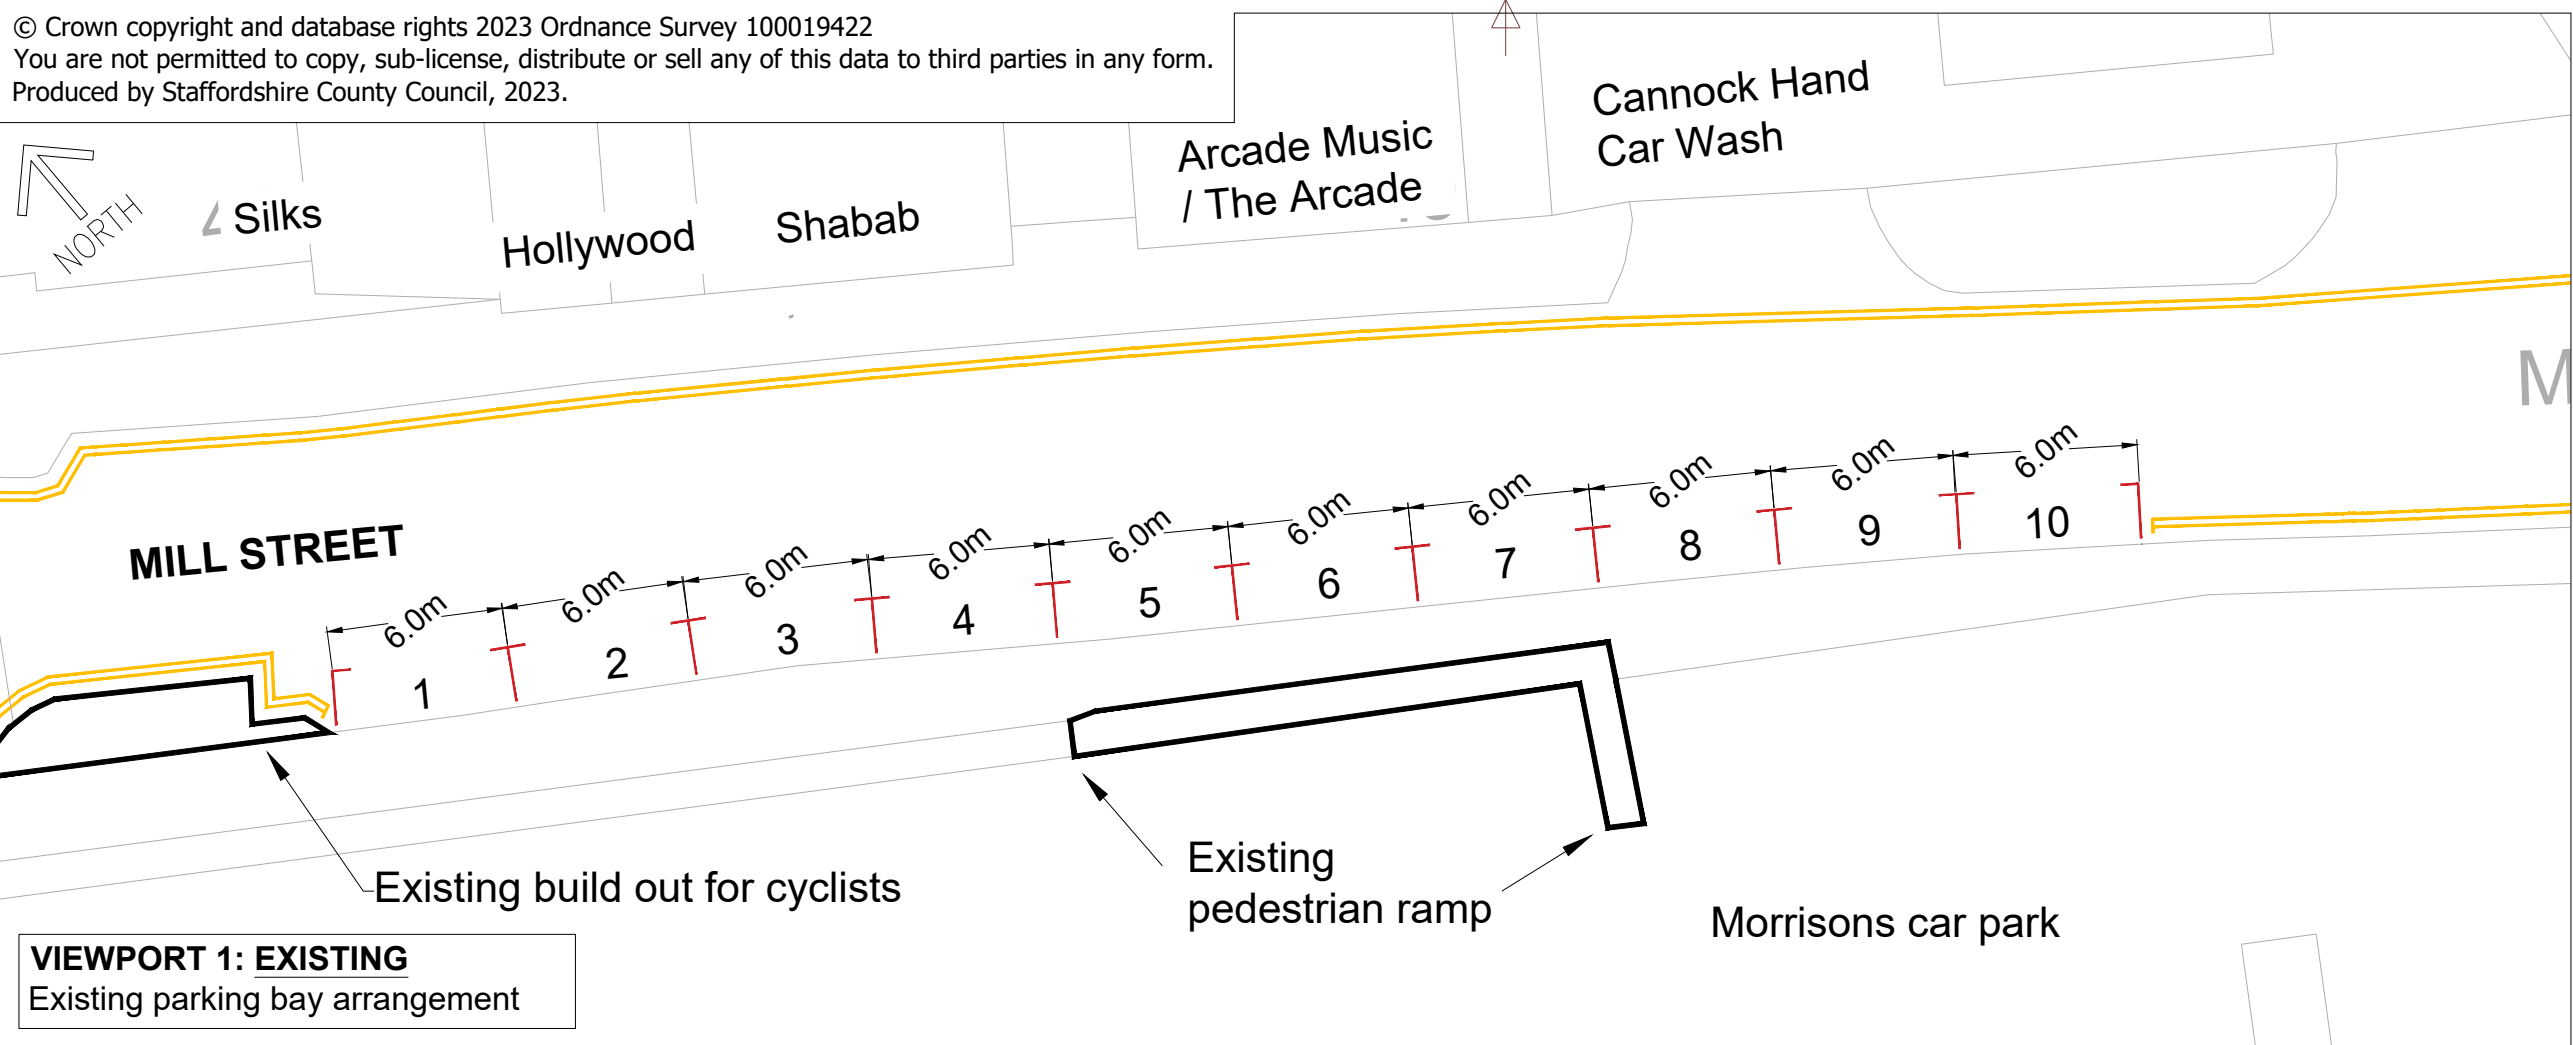 © Crown copyright and database rights 2023 Ordnance Survey 100019422
You are not permitted to copy, sub-license, distribute or sell any of this data to third parties in any form.
Produced by Staffordshire County Council, 2023.
NORTH
Silks
Hollywood
Shabab
Arcade Music
/ The Arcade
Cannock Hand
Car Wash
M
MILL STREET
6.0m
6.0m
6.0m
6.0m
6.0m
6.0m
6.0m
6.0m
6.0m
6.0m
1
2
3
4
5
6
7
8
9
10
Existing build out for cyclists
Existing
pedestrian ramp
Morrisons car park
VIEWPORT 1: EXISTING
Existing parking bay arrangement